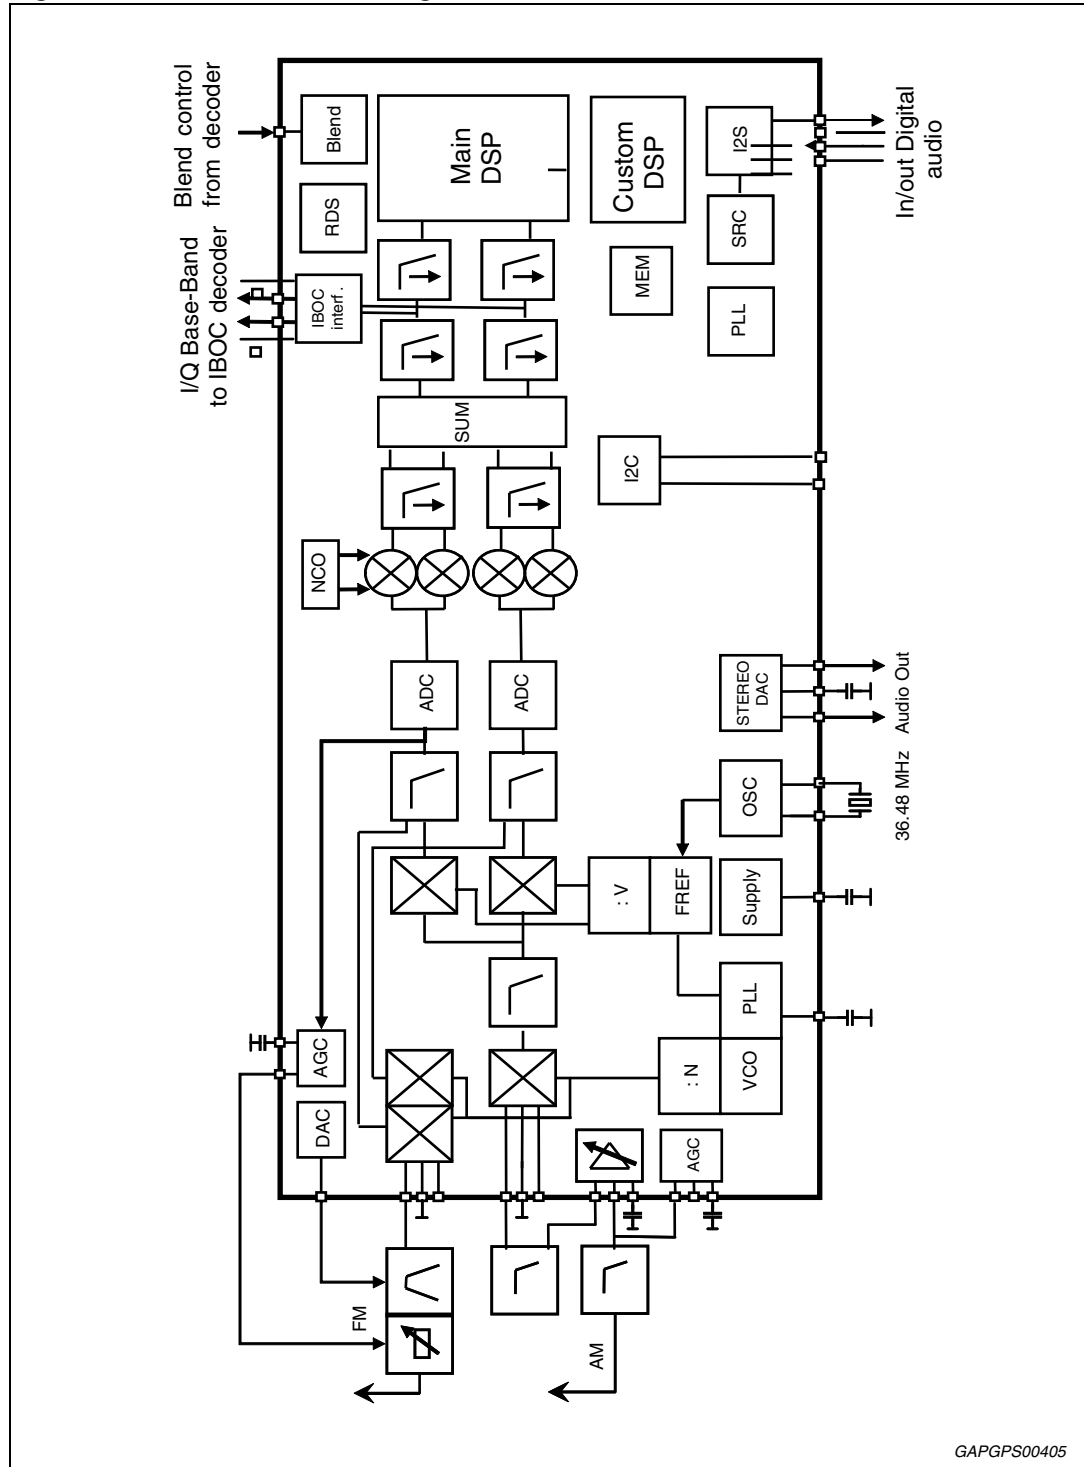 Blend control
from decoder
I/Q Base-Band
to IBOC decoder
Blend
RDS
IBOC
interf.
Main
DSP
Custom
DSP
I2S
SRC
MEM
PLL
In/out Digital
audio
SUM
I2C
NCO
ADC
ADC
STEREO
DAC
Audio Out
OSC
36.48 MHz
: V
FREF
Supply
PLL
: N
VCO
AGC
DAC
AGC
FM
AM
GAPGPS00405